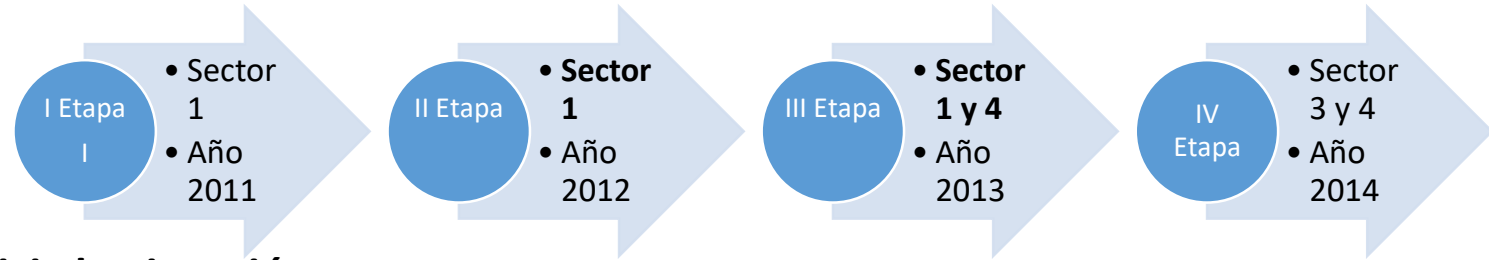 I Etapa
I
• Sector
1
• Año
2011
II Etapa
• Sector
1
• Año
2012
III Etapa
• Sector
1 y 4
• Año
2013
IV
Etapa
• Sector
3 y 4
• Año
2014